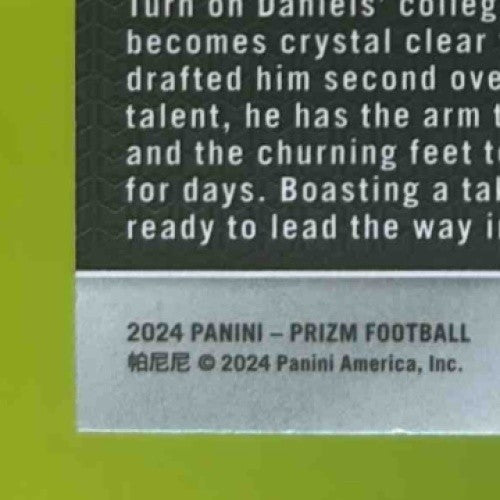 Turn on Daniels' colleg
becomes crystal clear
drafted him second ove
talent, he has the arm t
and the churning feet t
for days. Boasting a tal
ready to lead the way i
2024 PANINI – PRIZM FOOTBALL
帕尼尼 © 2024 Panini America, Inc.